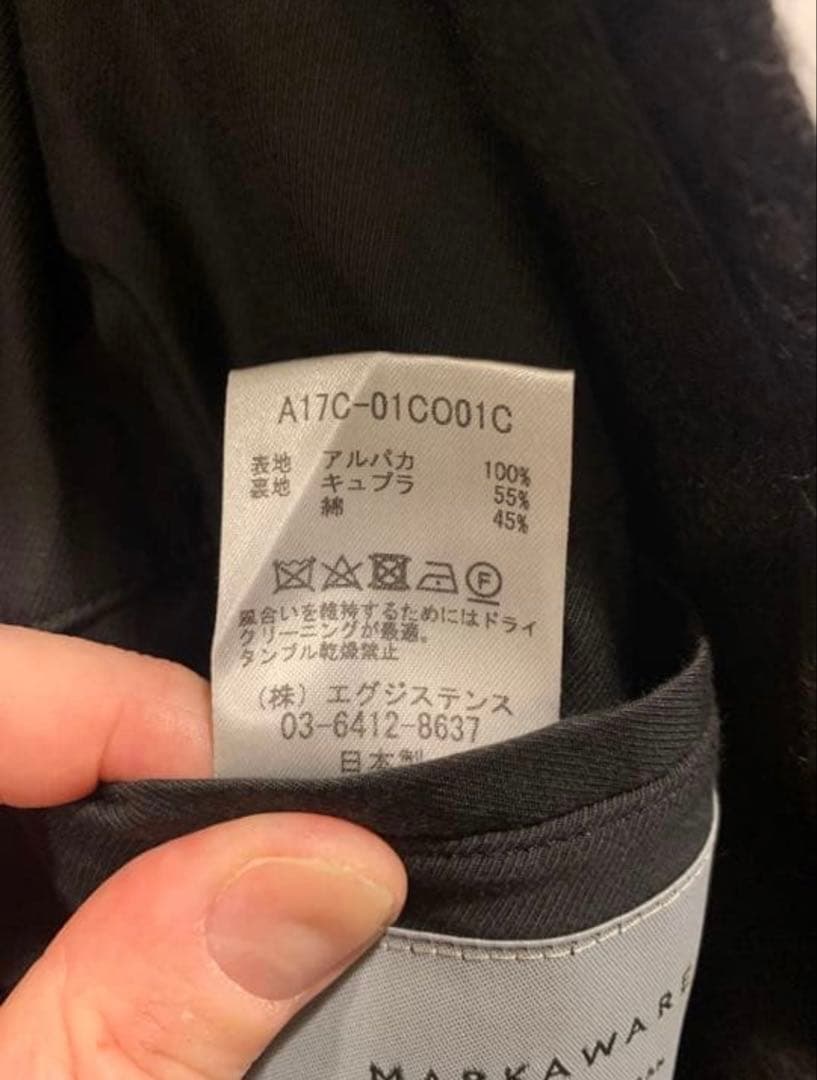 A17C-01CO01C
表地 アルパカ 100%
裏地 キュプラ 55%
綿 45%
F
風合いを維持するためにはドライ
クリーニングが最適。
タンブル乾燥禁止
(株) エグジステンス
03-6412-8637
日本製
MARKAWARE